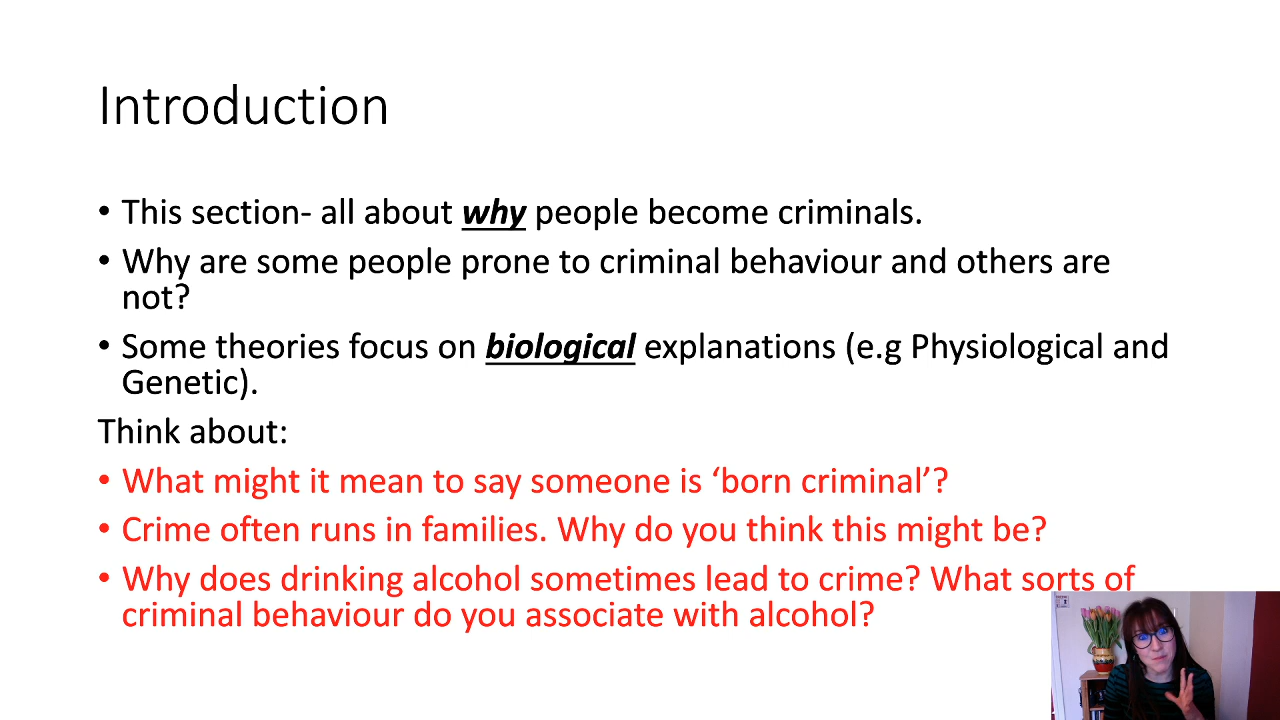 Introduction
• This section- all about why people become criminals.
• Why are some people prone to criminal behaviour and others are
not?
• Some theories focus on biological explanations (e.g Physiological and
Genetic).
Think about:
• What might it mean to say someone is ‘born criminal’?
• Crime often runs in families. Why do you think this might be?
• Why does drinking alcohol sometimes lead to crime? What sorts of
criminal behaviour do you associate with alcohol?